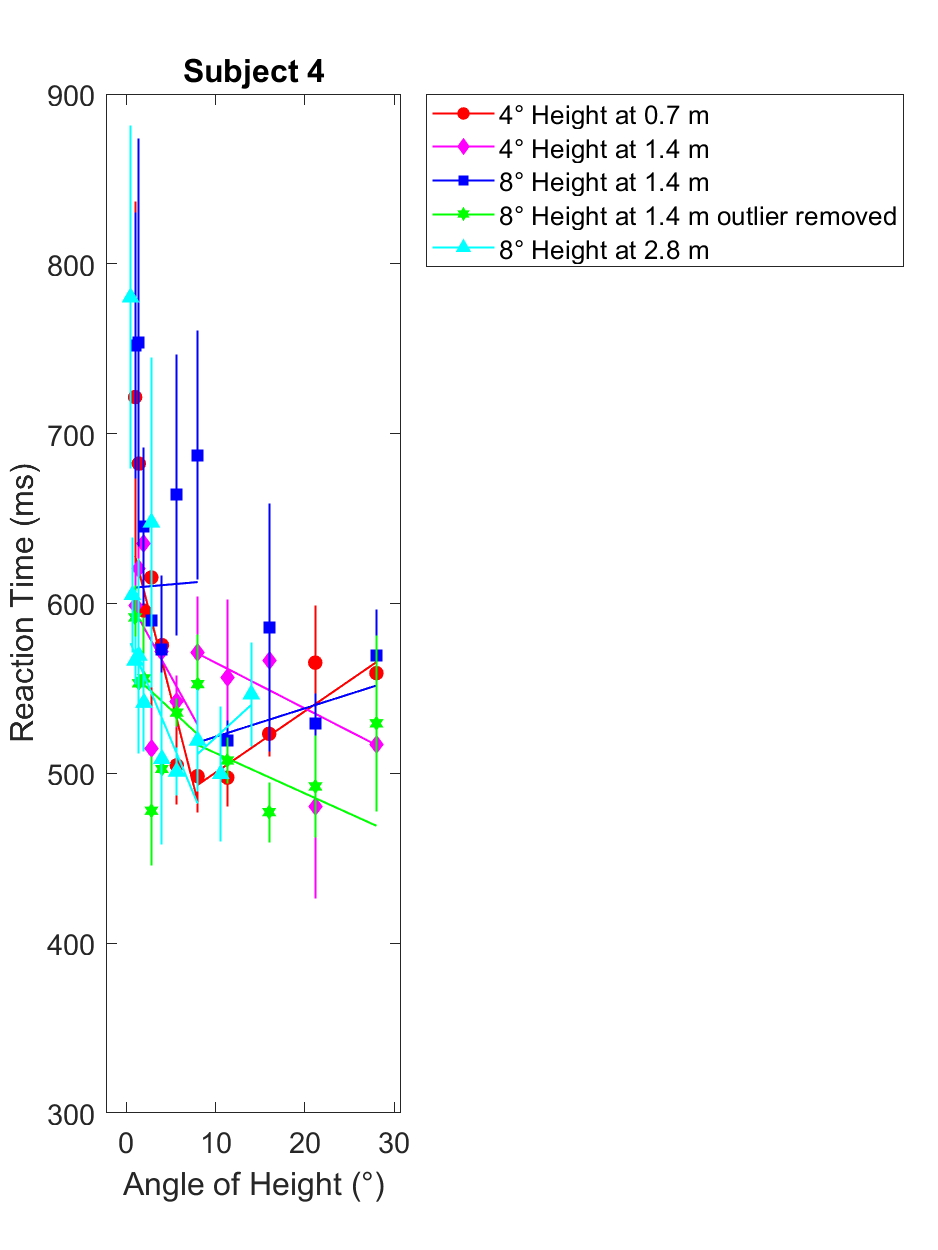 Subject 4
900
800
700
600
500
400
300
0 10 20 30
Reaction Time (ms)
Angle of Height (°)
4° Height at 0.7 m
4° Height at 1.4 m
8° Height at 1.4 m
8° Height at 1.4 m outlier removed
8° Height at 2.8 m